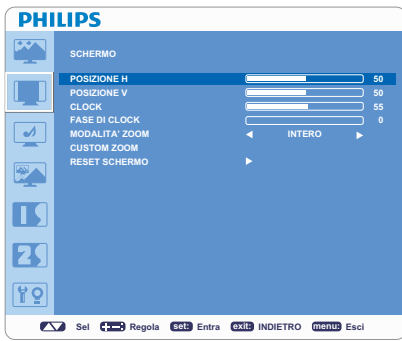 PHILIPS
SCHERMO
POSIZIONE H 50
POSIZIONE V 50
CLOCK 55
FASE DI CLOCK 0
MODALITA' ZOOM INTERO
CUSTOM ZOOM
RESET SCHERMO
Sel Regola set: Entra exit: INDIETRO menu: Esci